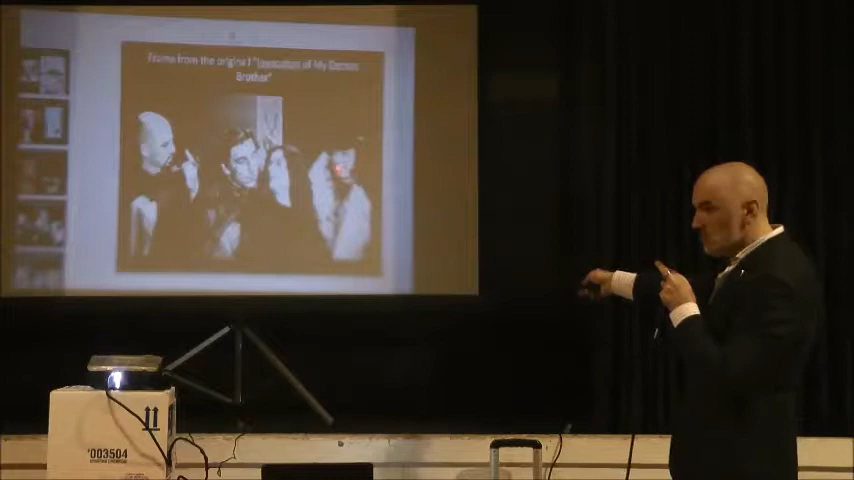 Frame from the original "Invocation of My Demon
Brother"
*003504